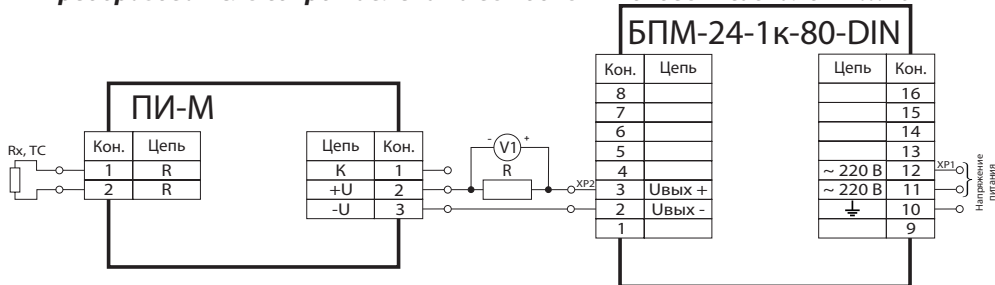 БПМ-24-1к-80-DIN
ПИ-М
Кон. Цепь
8
7
6
5
4
3 Uвых +
2 Uвых -
1
Цепь Кон.
16
15
14
13
~ 220 В 12
~ 220 В 11
10
9
Rx, ТС
Кон. Цепь
1 R
2 R
Цепь Кон.
К 1
+U 2
-U 3
- V1 +
R
XP2
XP1
Напряжение
питания